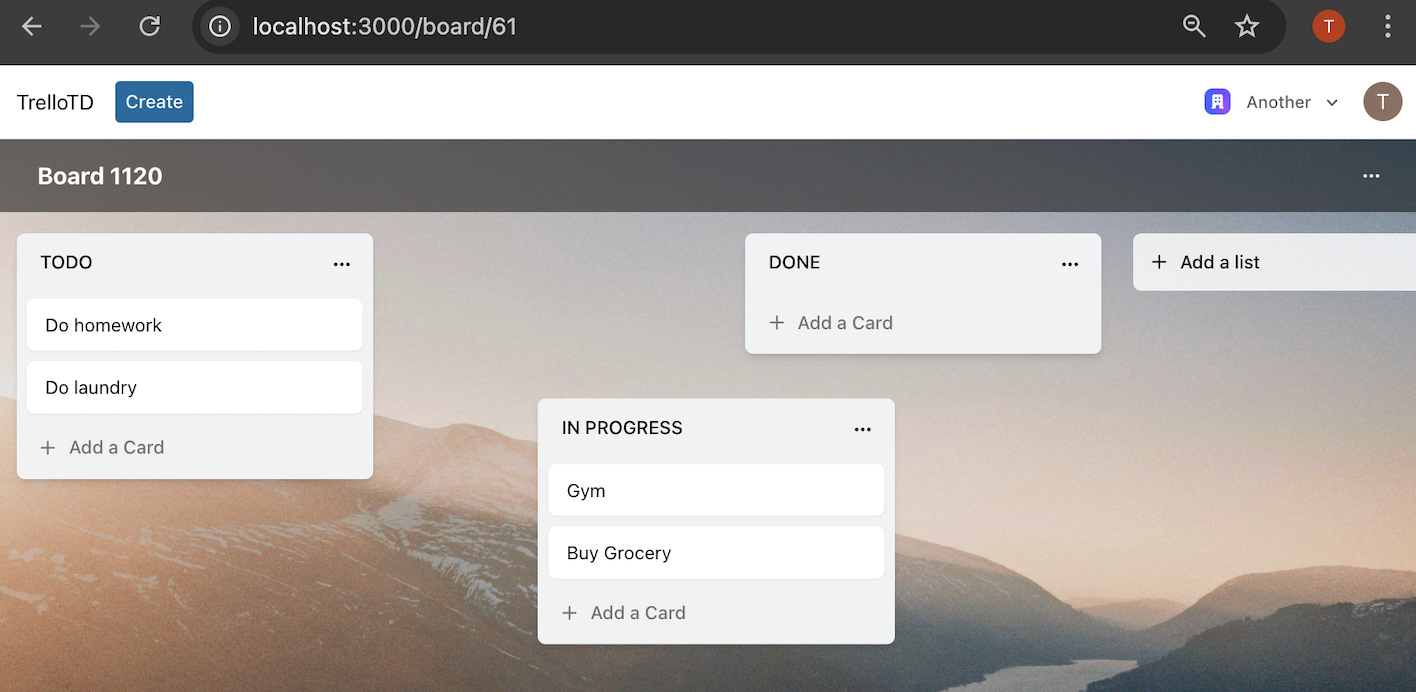 localhost:3000/board/61
T
TrelloTD
Create
Another
T
Board 1120
TODO
Do homework
Do laundry
+ Add a Card
IN PROGRESS
Gym
Buy Grocery
+ Add a Card
DONE
+ Add a Card
+ Add a list